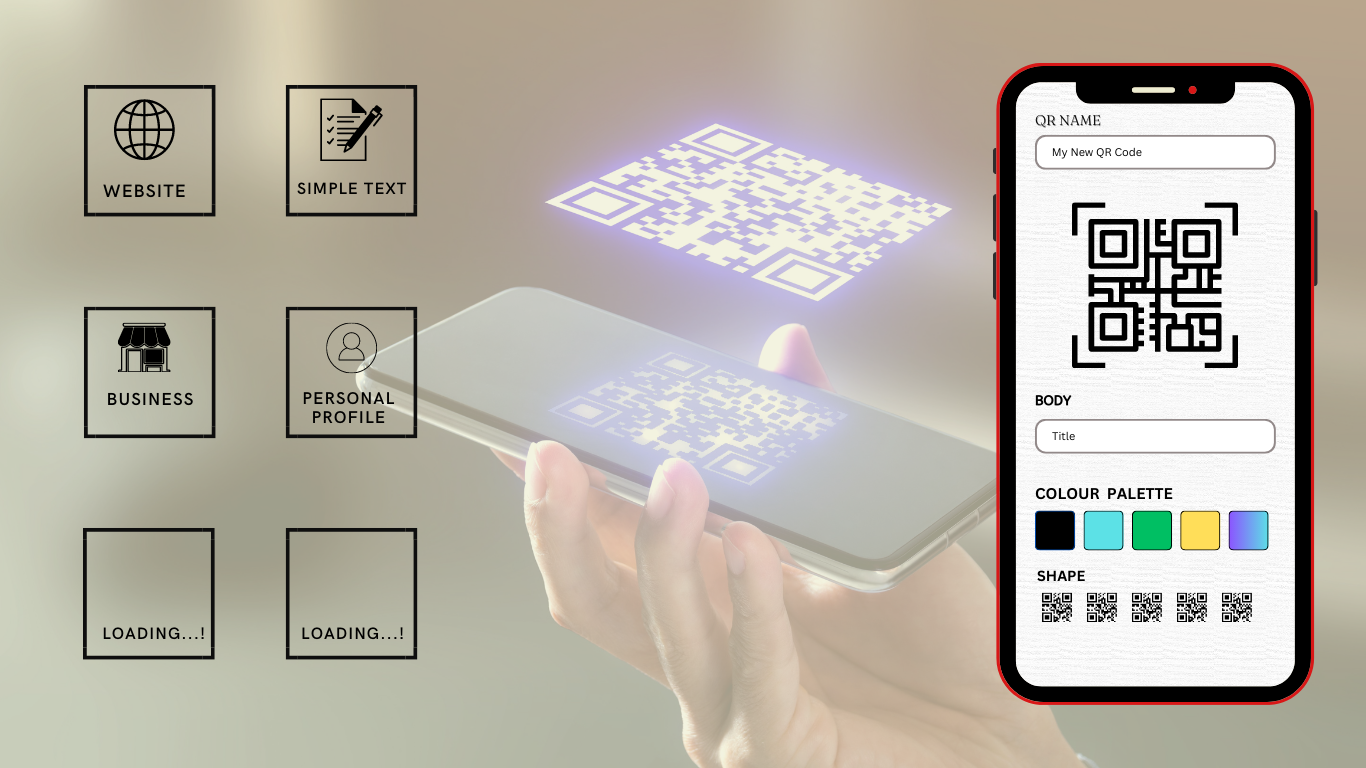 WEBSITE
SIMPLE TEXT
BUSINESS
PERSONAL
PROFILE
LOADING...!
LOADING...!
QR NAME
My New QR Code
BODY
Title
COLOUR PALETTE
SHAPE